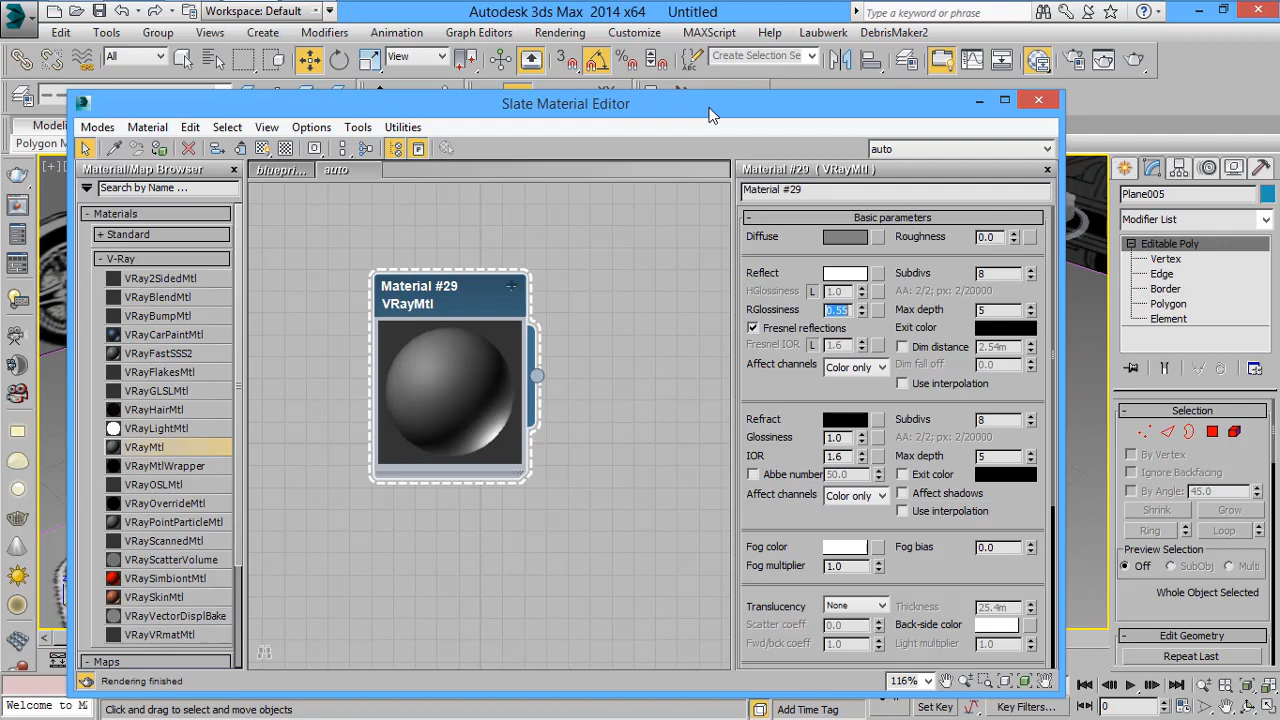 Workspace: Default
Autodesk 3ds Max 2014 x64 Untitled
Type a keyword or phrase
Edit Tools Group Views Create Modifiers Animation Graph Editors Rendering Customize MAXScript Help Laubwerk DebrisMaker2
All
View
Create Selection Se
Slate Material Editor
Modeli
Polygon M
[+]
Modes Material Edit Select View Options Tools Utilities
auto
Material/Map Browser
Search by Name ...
- Materials
+ Standard
- V-Ray
VRay2SidedMtl
VRayBlendMtl
VRayBumpMtl
VRayCarPaintMtl
VRayFastSSS2
VRayFlakesMtl
VRayGLSLMtl
VRayHairMtl
VRayLightMtl
VRayMtl
VRayMtlWrapper
VRayOSLMtl
VRayOverrideMtl
VRayPointParticleMtl
VRayScannedMtl
VRayScatterVolume
VRaySimbiontMtl
VRaySkinMtl
VRayVectorDisplBake
VRayVRmatMtl
+ Maps
bluepri... auto
Material #29
VRayMtl
Material #29 ( VRayMtl )
Material #29
- Basic parameters
Diffuse Roughness 0.0
Reflect Subdivs 8
HGlossiness L 1.0 AA: 2/2; px: 2/20000
RGlossiness 0.55 Max depth 5
Fresnel reflections Exit color
Fresnel IOR L 1.6 Dim distance 2.54m
Affect channels Color only Dim fall off 0.0
Use interpolation
Refract Subdivs 8
Glossiness 1.0 AA: 2/2; px: 2/20000
IOR 1.6 Max depth 5
Abbe number 50.0 Exit color
Affect channels Color only Affect shadows
Use interpolation
Fog color Fog bias 0.0
Fog multiplier 1.0
Translucency None Thickness 25.4m
Scatter coeff 0.0 Back-side color
Fwd/bck coeff 1.0 Light multiplier 1.0
Rendering finished
116%
Plane005
Modifier List
Editable Poly
Vertex
Edge
Border
Polygon
Element
- Selection
By Vertex
Ignore Backfacing
By Angle: 45.0
Shrink Grow
Ring Loop
Preview Selection
Off SubObj Multi
Whole Object Selected
- Edit Geometry
Repeat Last
Welcome to M
Click and drag to select and move objects
Add Time Tag
Set Key
Key Filters...
0